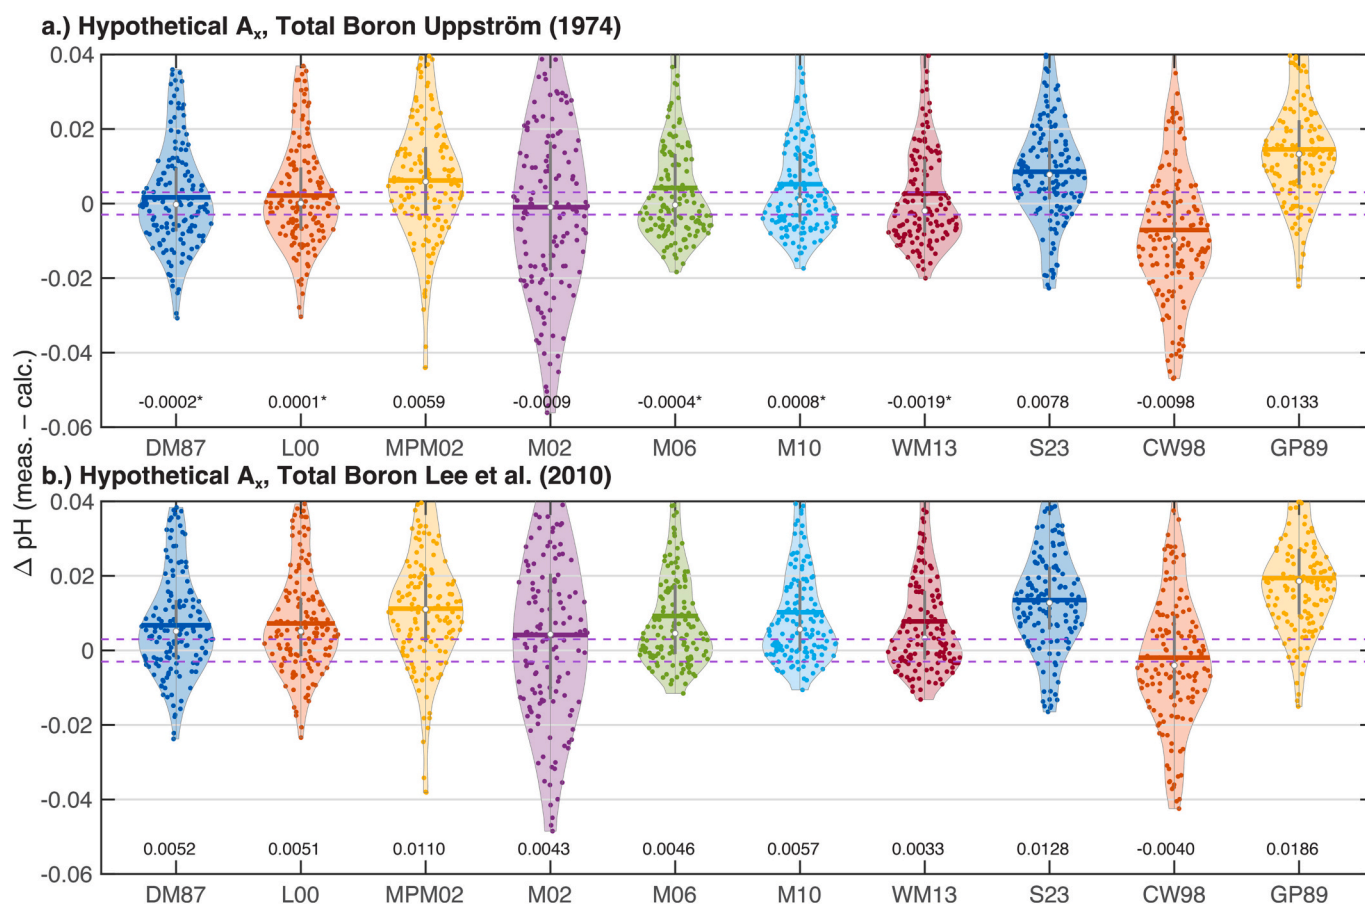 a.) Hypothetical Aₓ, Total Boron Uppström (1974)
0.04
0.02
0
-0.02
-0.04
-0.06
-0.0002* 0.0001* 0.0059 -0.0009 -0.0004* 0.0008* -0.0019* 0.0078 -0.0098 0.0133
DM87 L00 MPM02 M02 M06 M10 WM13 S23 CW98 GP89
Δ pH (meas. – calc.)
b.) Hypothetical Aₓ, Total Boron Lee et al. (2010)
0.04
0.02
0
-0.02
-0.04
-0.06
0.0052 0.0051 0.0110 0.0043 0.0046 0.0057 0.0033 0.0128 -0.0040 0.0186
DM87 L00 MPM02 M02 M06 M10 WM13 S23 CW98 GP89